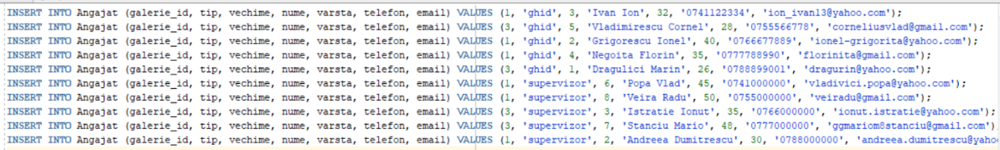 INSERT INTO Angajat (galerie_id, tip, vechime, nume, varsta, telefon, email) VALUES (1, 'ghid', 3, 'Ivan Ion', 32, '0741122334', 'ion_ivan13@yahoo.com');
INSERT INTO Angajat (galerie_id, tip, vechime, nume, varsta, telefon, email) VALUES (3, 'ghid', 5, 'Vladimirescu Cornel', 28, '0755566778', 'corneliusvlad@gmail.com');
INSERT INTO Angajat (galerie_id, tip, vechime, nume, varsta, telefon, email) VALUES (1, 'ghid', 2, 'Grigorescu Ionel', 40, '0766677889', 'ionel-grigorita@yahoo.com');
INSERT INTO Angajat (galerie_id, tip, vechime, nume, varsta, telefon, email) VALUES (1, 'ghid', 4, 'Negoita Florin', 35, '0777788990', 'florinita@gmail.com');
INSERT INTO Angajat (galerie_id, tip, vechime, nume, varsta, telefon, email) VALUES (3, 'ghid', 1, 'Dragulici Marin', 26, '0788899001', 'dragurin@yahoo.com');
INSERT INTO Angajat (galerie_id, tip, vechime, nume, varsta, telefon, email) VALUES (1, 'supervizor', 6, 'Popa Vlad', 45, '0741000000', 'vladivici.popa@yahoo.com');
INSERT INTO Angajat (galerie_id, tip, vechime, nume, varsta, telefon, email) VALUES (1, 'supervizor', 8, 'Veira Radu', 50, '0755000000', 'veiradu@gmail.com');
INSERT INTO Angajat (galerie_id, tip, vechime, nume, varsta, telefon, email) VALUES (3, 'supervizor', 3, 'Istratie Ionut', 35, '0766000000', 'ionut.istratie@yahoo.com');
INSERT INTO Angajat (galerie_id, tip, vechime, nume, varsta, telefon, email) VALUES (3, 'supervizor', 7, 'Stanciu Mario', 48, '0777000000', 'ggmariom8stanciu@gmail.com')
INSERT INTO Angajat (galerie_id, tip, vechime, nume, varsta, telefon, email) VALUES (1, 'supervizor', 2, 'Andreea Dumitrescu', 30, '0788000000', 'andreea.dumitrescu@yaho